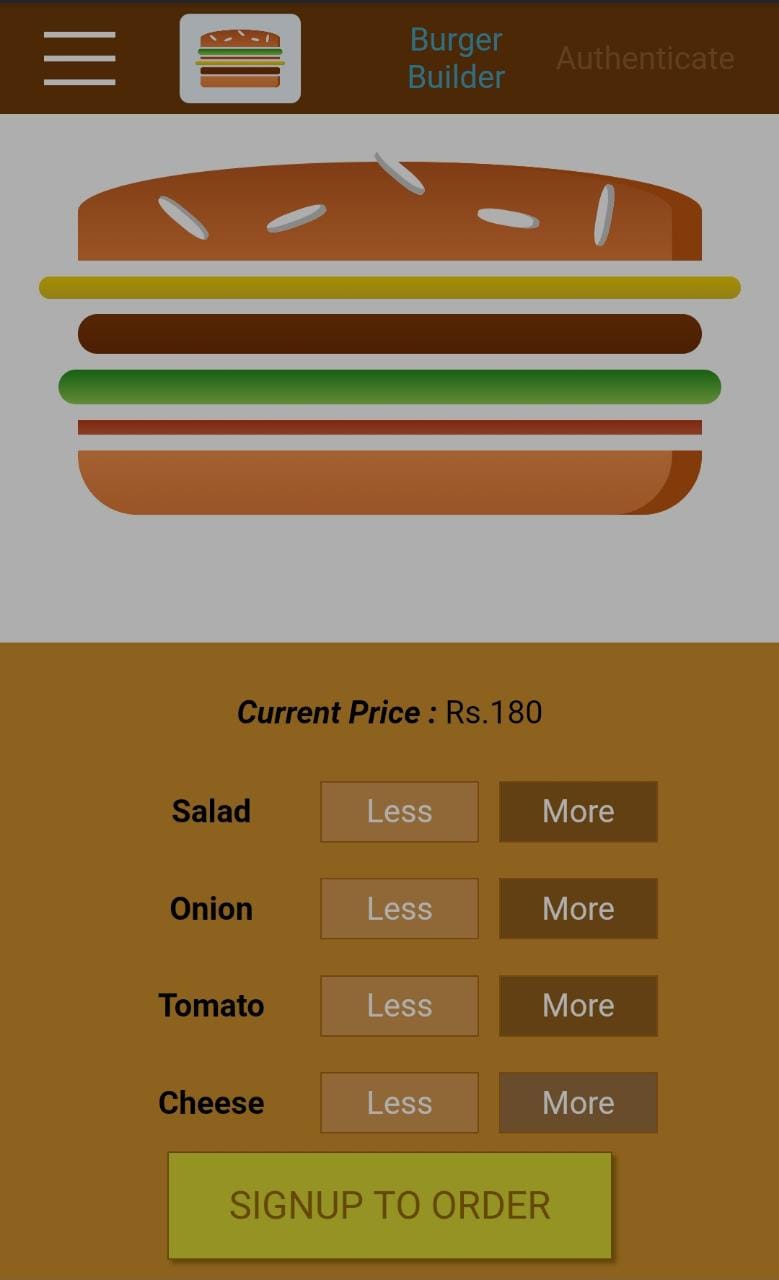 Burger
Builder
Authenticate
Current Price : Rs.180
Salad Less More
Onion Less More
Tomato Less More
Cheese Less More
SIGNUP TO ORDER